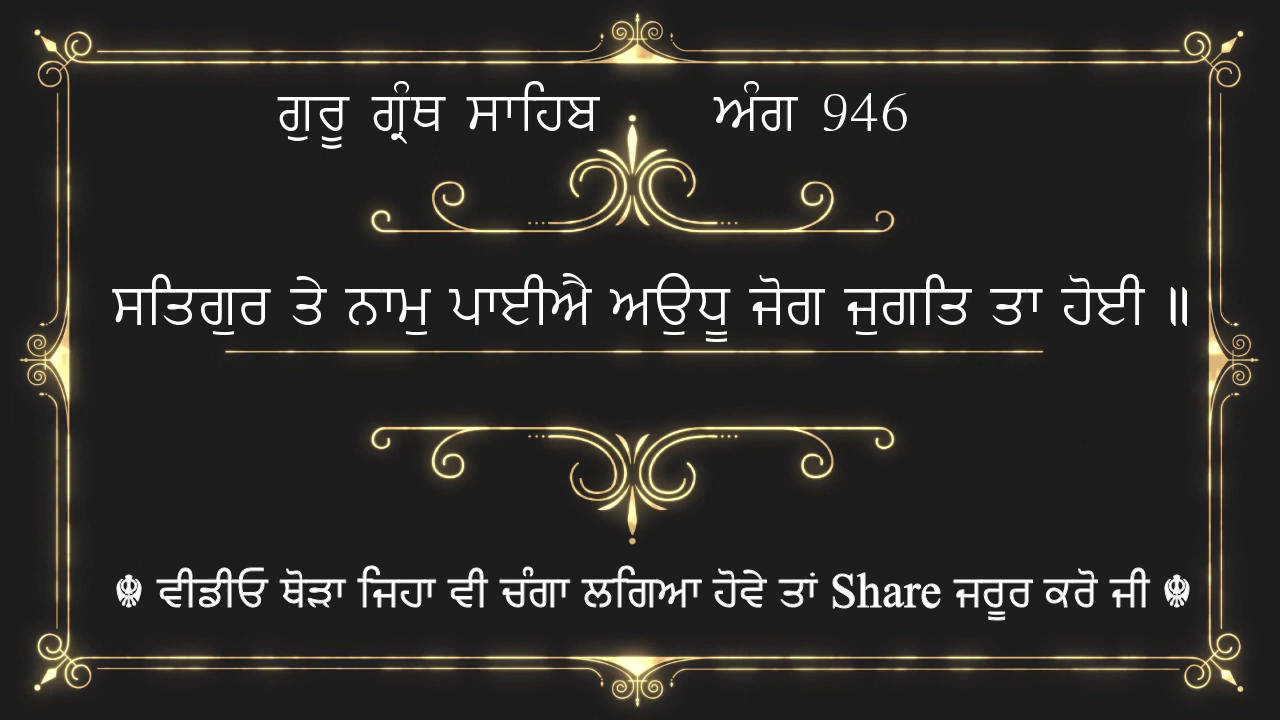 ਗੁਰੂ ਗ੍ਰੰਥ ਸਾਹਿਬ ਅੰਗ 946
ਸਤਿਗੁਰ ਤੇ ਨਾਮੁ ਪਾਈਐ ਅਉਧੂ ਜੋਗ ਜੁਗਤਿ ਤਾ ਹੋਈ ॥
☬ ਵੀਡੀਓ ਥੋੜਾ ਜਿਹਾ ਵੀ ਚੰਗਾ ਲਗਿਆ ਹੋਵੇ ਤਾਂ Share ਜਰੂਰ ਕਰੋ ਜੀ ☬